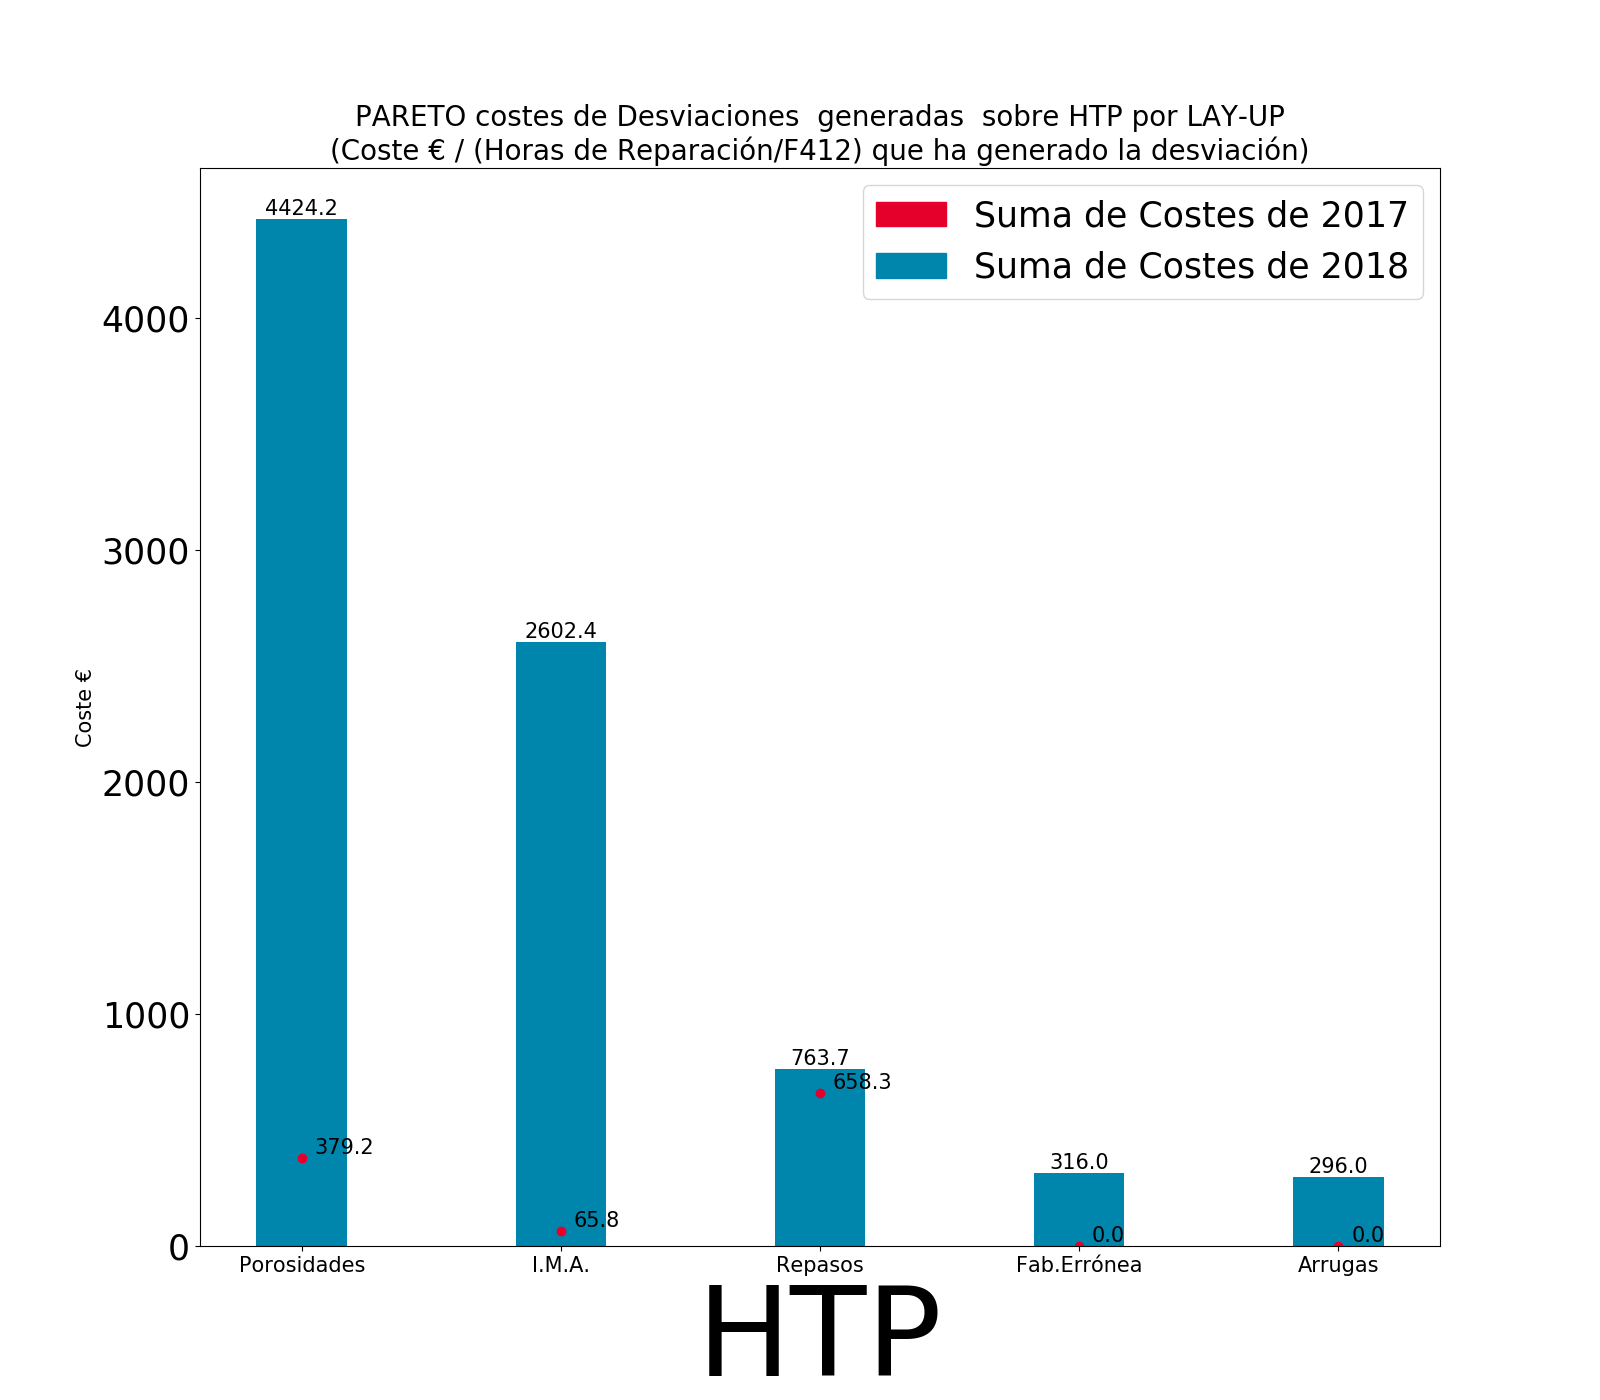 PARETO costes de Desviaciones  generadas  sobre HTP por LAY-UP
(Coste € / (Horas de Reparación/F412) que ha generado la desviación)
Suma de Costes de 2017
Suma de Costes de 2018
4424.2
4000
3000
2602.4
Coste €
2000
1000
763.7
658.3
379.2
316.0
296.0
65.8
0.0
0.0
0
Porosidades
I.M.A.
Repasos
Fab.Errónea
Arrugas
HTP